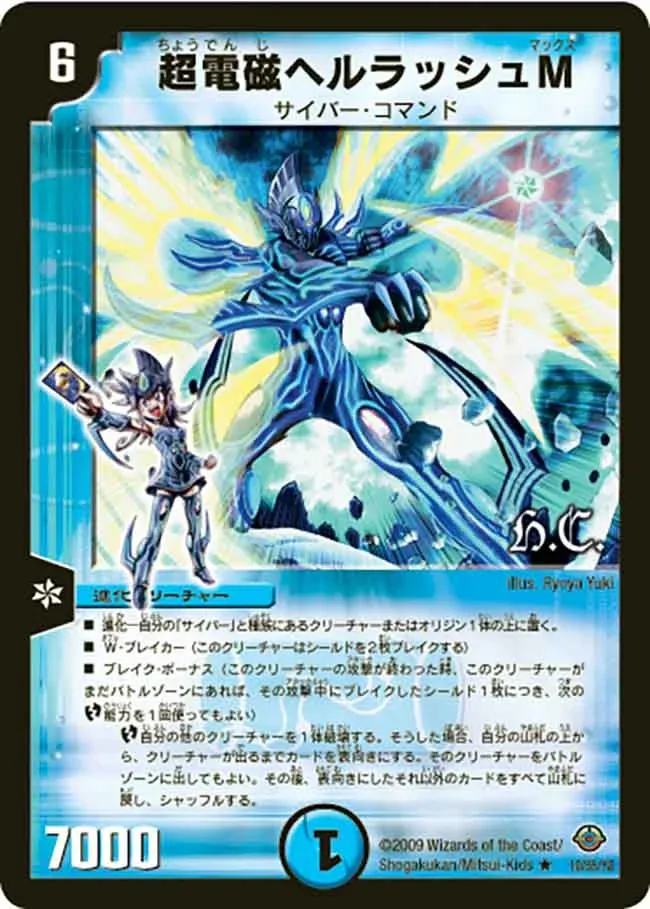 6
ちょうでんじ
マックス
超電磁ヘルラッシュM
サイバー・コマンド
H.C.
illus. Ryoya Yuki
進化クリーチャー
■ 進化－自分の「サイバー」と種族にあるクリーチャーまたはオリジン1体の上に置く。
■ W・ブレイカー（このクリーチャーはシールドを2枚ブレイクする）
■ ブレイク・ボーナス（このクリーチャーの攻撃が終わった時、このクリーチャーが
まだバトルゾーンにあれば、その攻撃中にブレイクしたシールド1枚につき、次の
能力を1回使ってもよい）
自分の他のクリーチャーを1体破壊する。そうした場合、自分の山札の上か
ら、クリーチャーが出るまでカードを表向きにする。そのクリーチャーをバトル
ゾーンに出してもよい。その後、表向きにしたそれ以外のカードをすべて山札に
戻し、シャッフルする。
7000
1
©2009 Wizards of the Coast/
Shogakukan/Mitsui-Kids ★